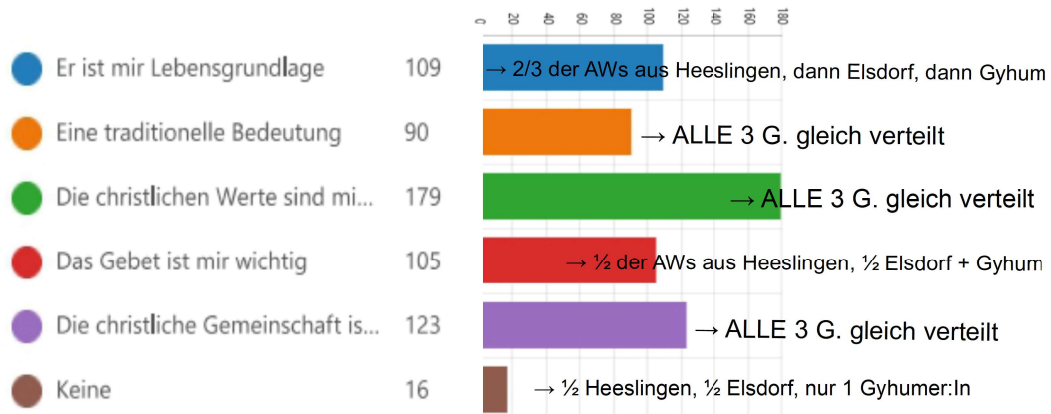 0 20 40 60 80 100 120 140 160 180
Er ist mir Lebensgrundlage 109 → 2/3 der AWs aus Heeslingen, dann Elsdorf, dann Gyhum
Eine traditionelle Bedeutung 90 → ALLE 3 G. gleich verteilt
Die christlichen Werte sind mi... 179 → ALLE 3 G. gleich verteilt
Das Gebet ist mir wichtig 105 → ½ der AWs aus Heeslingen, ½ Elsdorf + Gyhum
Die christliche Gemeinschaft is... 123 → ALLE 3 G. gleich verteilt
Keine 16 → ½ Heeslingen, ½ Elsdorf, nur 1 Gyhumer:In